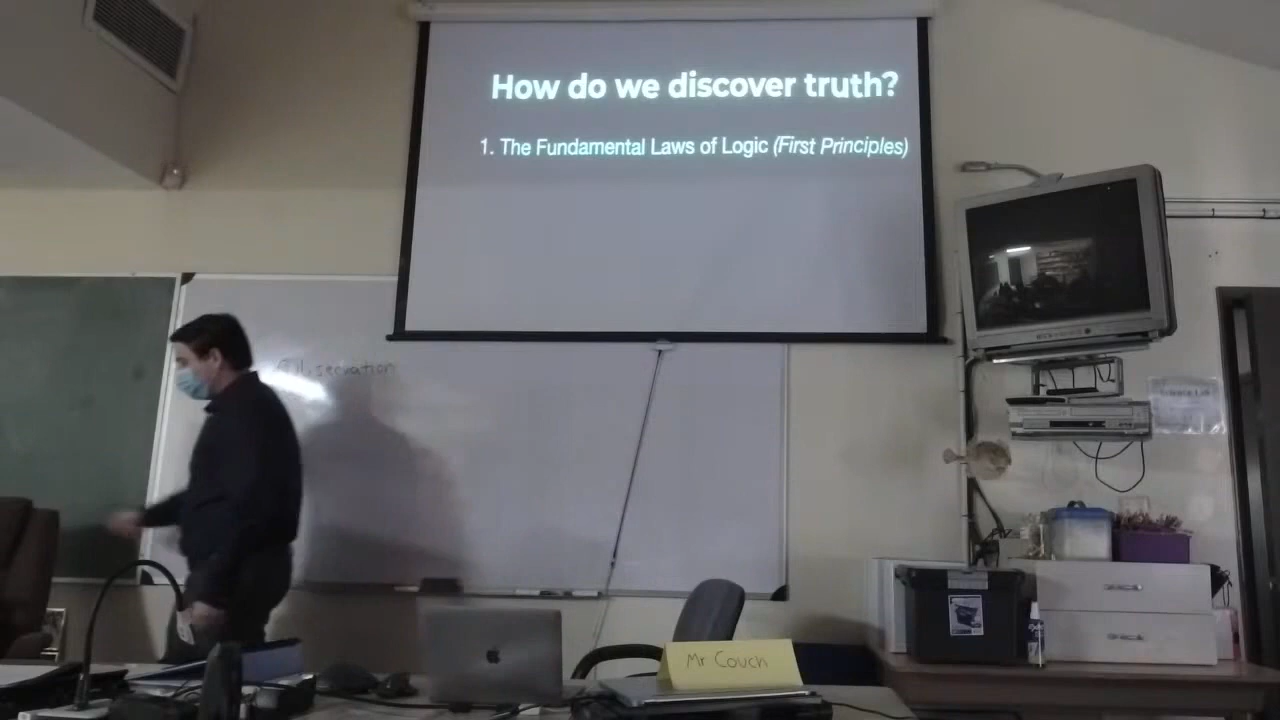 How do we discover truth?
1. The Fundamental Laws of Logic (First Principles)
Mr Couch